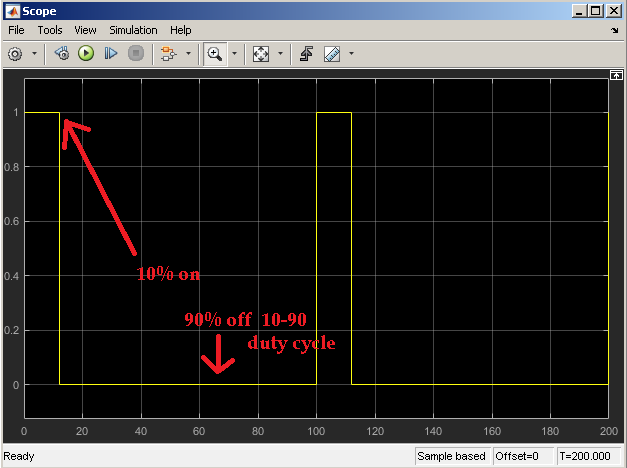 Scope
File Tools View Simulation Help
1
0.8
0.6
0.4
0.2
0
10% on
90% off 10-90
duty cycle
0 20 40 60 80 100 120 140 160 180 200
Ready Sample based Offset=0 T=200.000